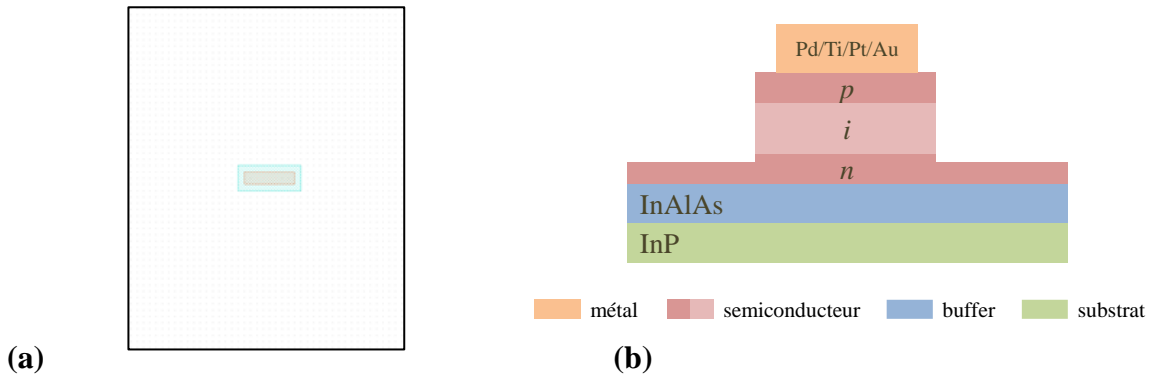 Pd/Ti/Pt/Au
p
i
n
InAlAs
InP
métal semiconducteur buffer substrat
(a) (b)